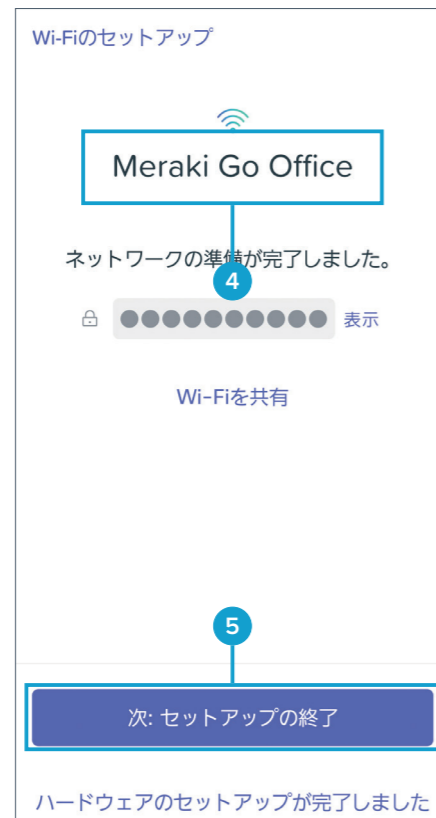 Wi-Fiのセットアップ
Meraki Go Office
ネットワークの準備が完了しました。
4
●●●●●●●●●● 表示
Wi-Fiを共有
5
次: セットアップの終了
ハードウェアのセットアップが完了しました